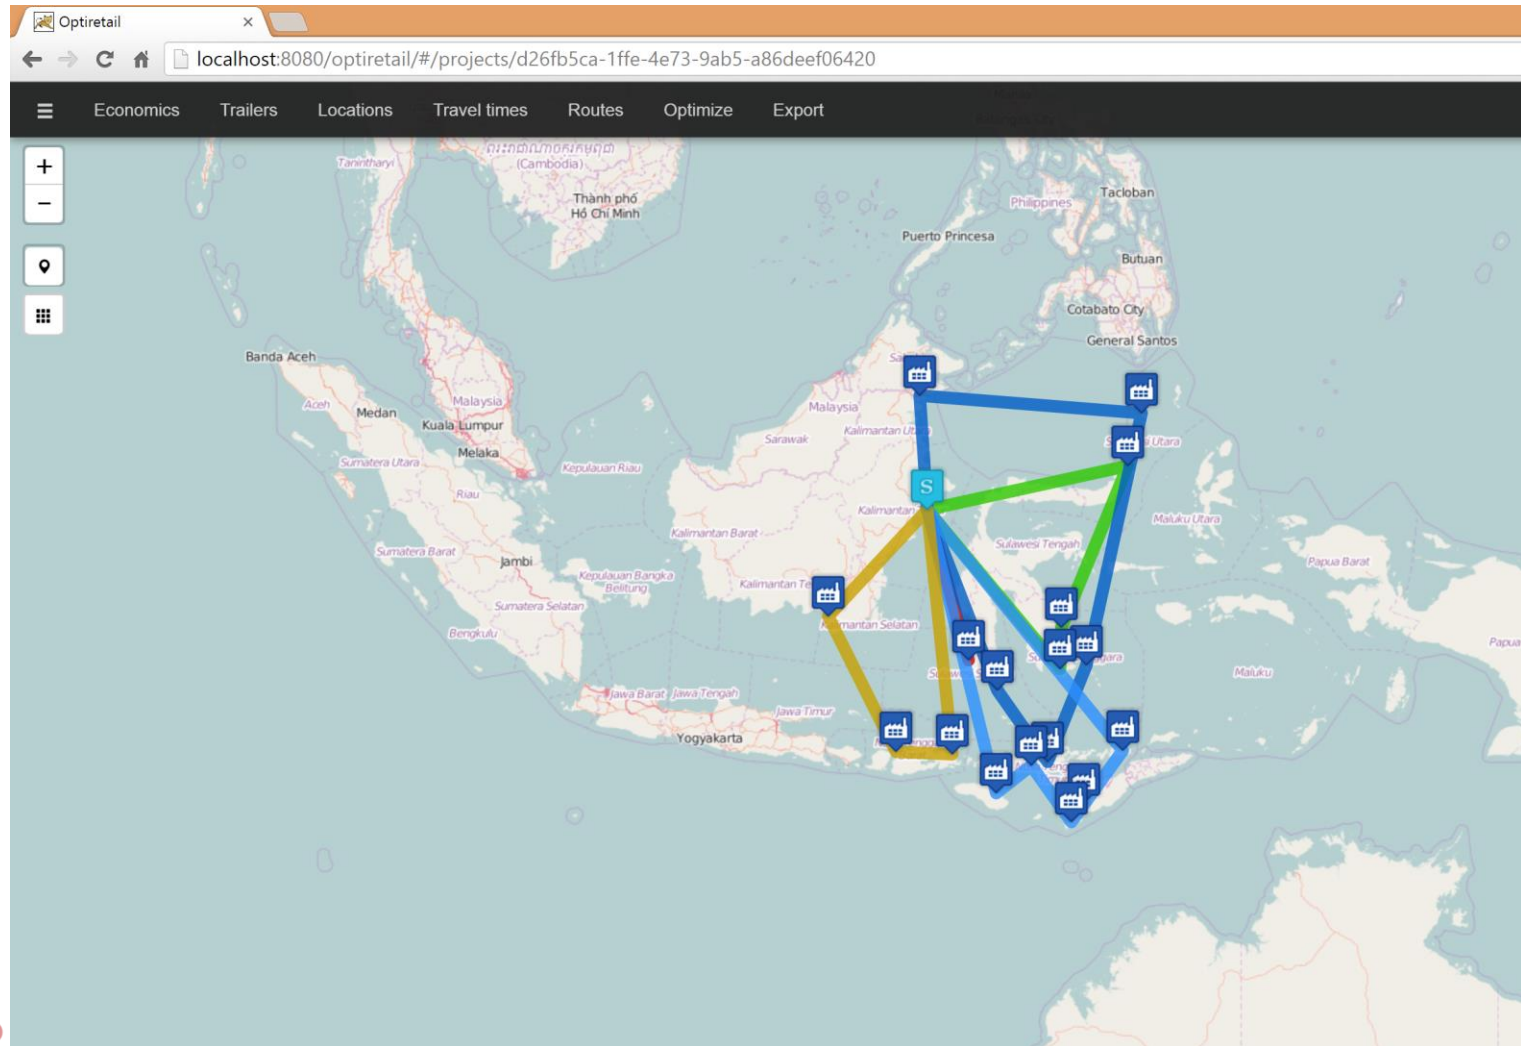 Optiretail
localhost:8080/optiretail/#/projects/d26fb5ca-1ffe-4e73-9ab5-a86deef06420
Economics Trailers Locations Travel times Routes Optimize Export
+
−
Tanintharyi
(Cambodia)
Thành phố
Hồ Chí Minh
Tacloban
Philippines
Puerto Princesa
Butuan
Cotabato City
General Santos
Banda Aceh
Aceh
Medan
Malaysia
Kuala Lumpur
Melaka
Malaysia
Sarawak
Sumatera Utara
Kepulauan Riau
Riau
S
Kalimantan
Maluku Utara
Kalimantan Barat
Sulawesi Tengah
Sumatera Barat
Jambi
Papua Barat
Kepulauan Bangka
Belitung
Sumatera Selatan
Bengkulu
Maluku
Jawa Barat
Jawa Tengah
Jawa Timur
Yogyakarta